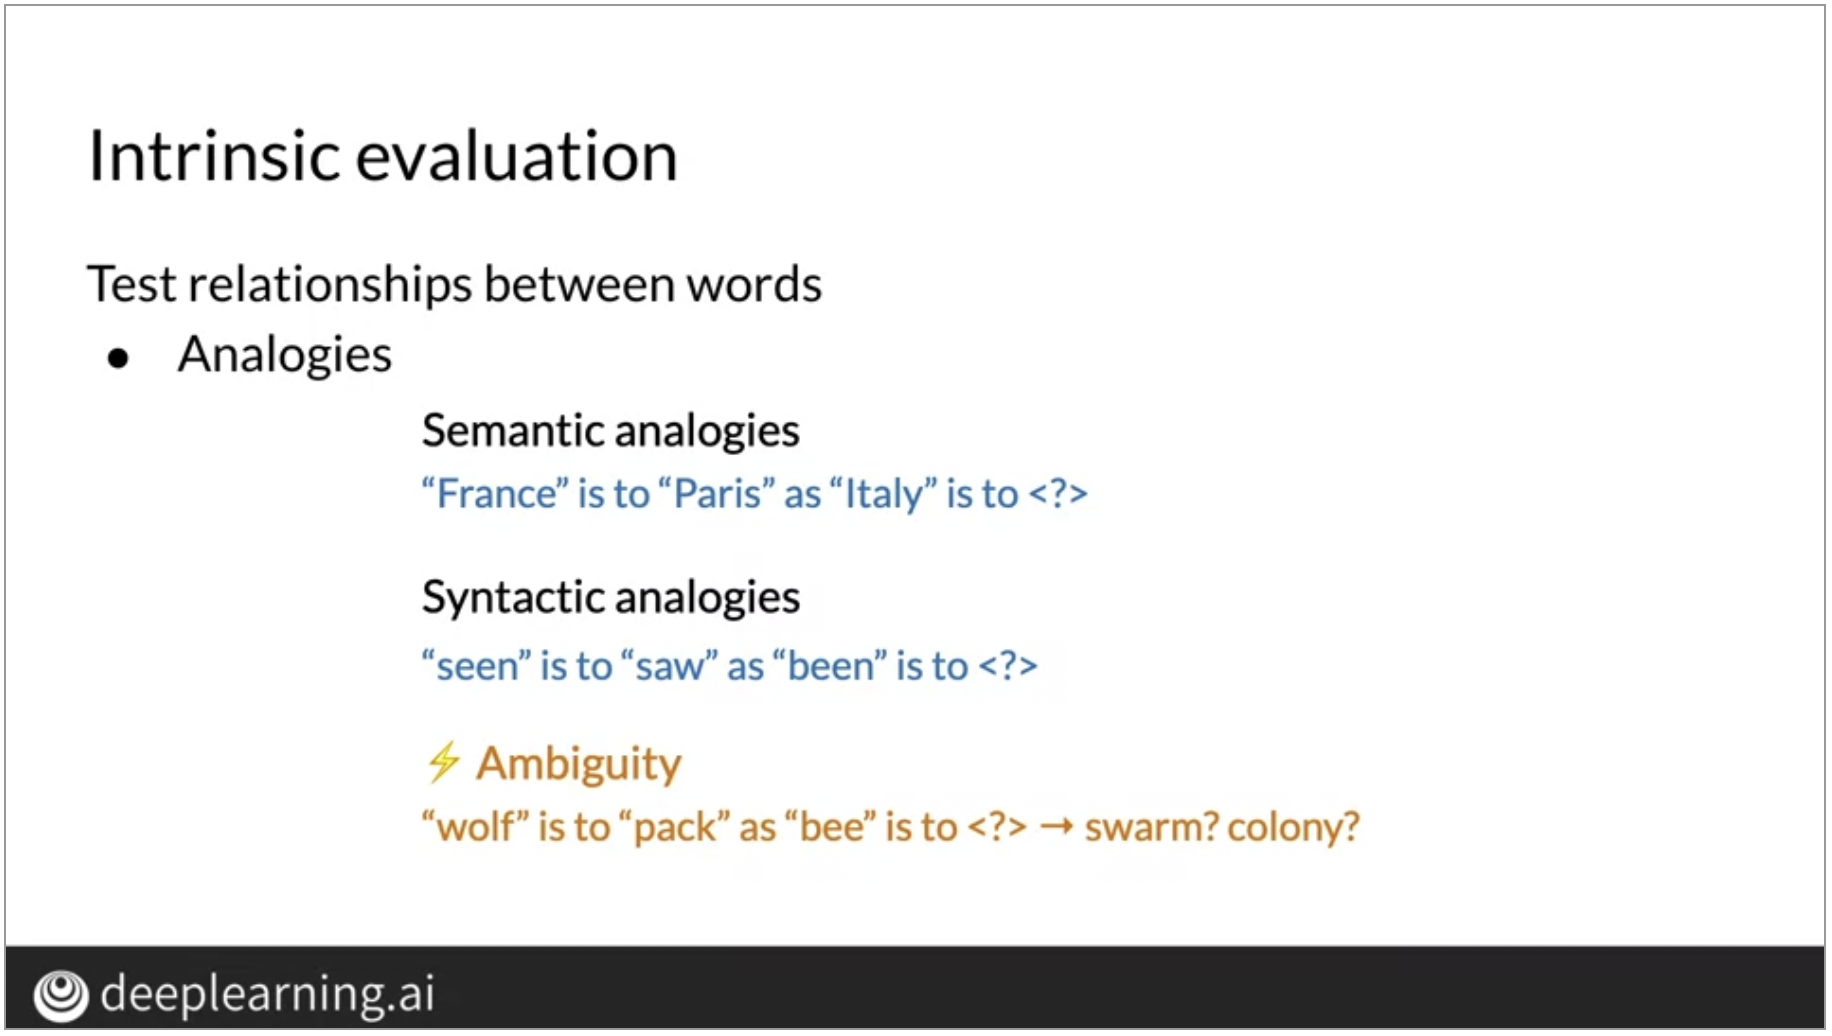 Intrinsic evaluation
Test relationships between words
● Analogies
Semantic analogies
“France” is to “Paris” as “Italy” is to <?>
Syntactic analogies
“seen” is to “saw” as “been” is to <?>
⚡ Ambiguity
“wolf” is to “pack” as “bee” is to <?> → swarm? colony?
deeplearning.ai